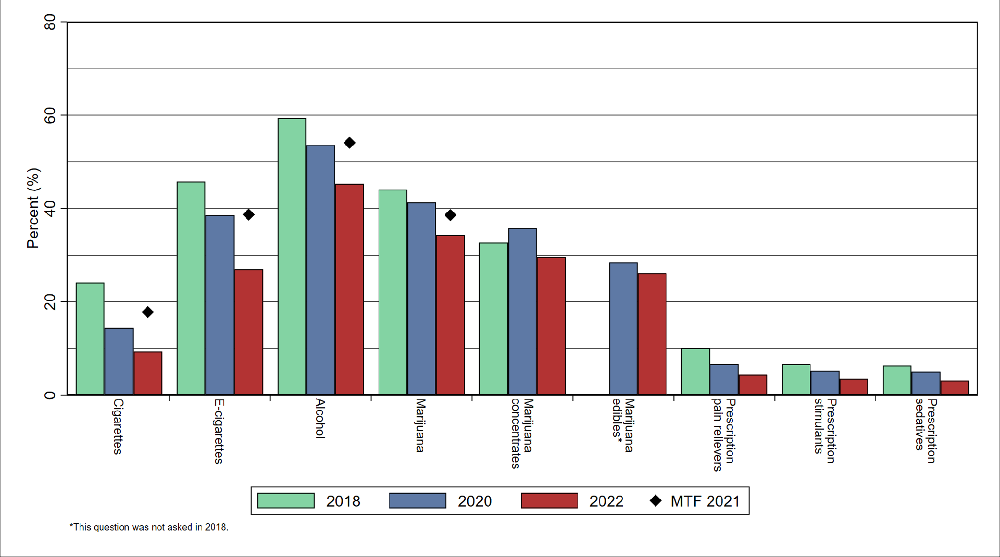 80
60
40
20
0
Percent (%)
Cigarettes
E-cigarettes
Alcohol
Marijuana
Marijuana
concentrates
Marijuana
edibles*
Prescription
pain relievers
Prescription
stimulants
Prescription
sedatives
2018
2020
2022
MTF 2021
*This question was not asked in 2018.